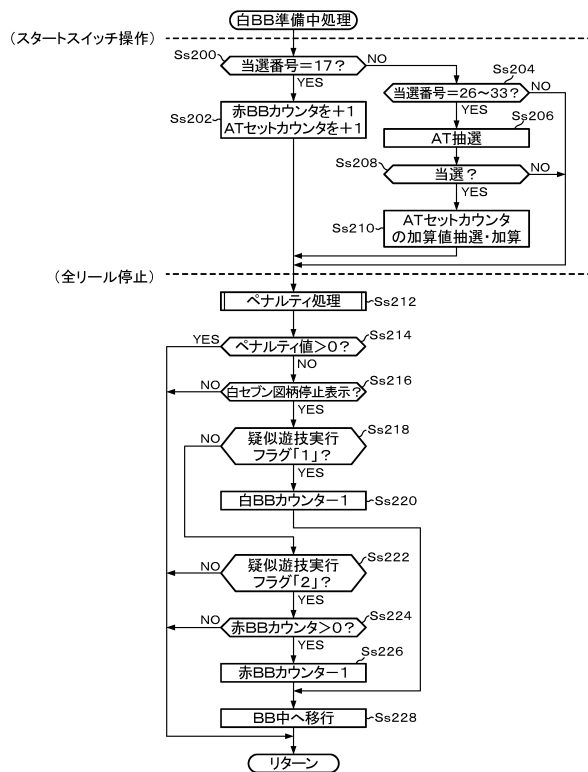 白BB準備中処理
(スタートスイッチ操作)
Ss200
当選番号=17?
NO
YES
Ss204
当選番号=26~33?
NO
YES
Ss202
赤BBカウンタを+1
ATセットカウンタを+1
Ss206
AT抽選
Ss208
当選?
NO
YES
Ss210
ATセットカウンタ
の加算値抽選・加算
(全リール停止)
ペナルティ処理
Ss212
Ss214
YES
ペナルティ値>0?
NO
Ss216
NO
白セブン図柄停止表示?
YES
Ss218
NO
疑似遊技実行
フラグ「1」?
YES
白BBカウンター1
Ss220
Ss222
疑似遊技実行
フラグ「2」?
NO
YES
Ss224
NO
赤BBカウンタ>0?
YES
Ss226
赤BBカウンター1
BB中へ移行
Ss228
リターン